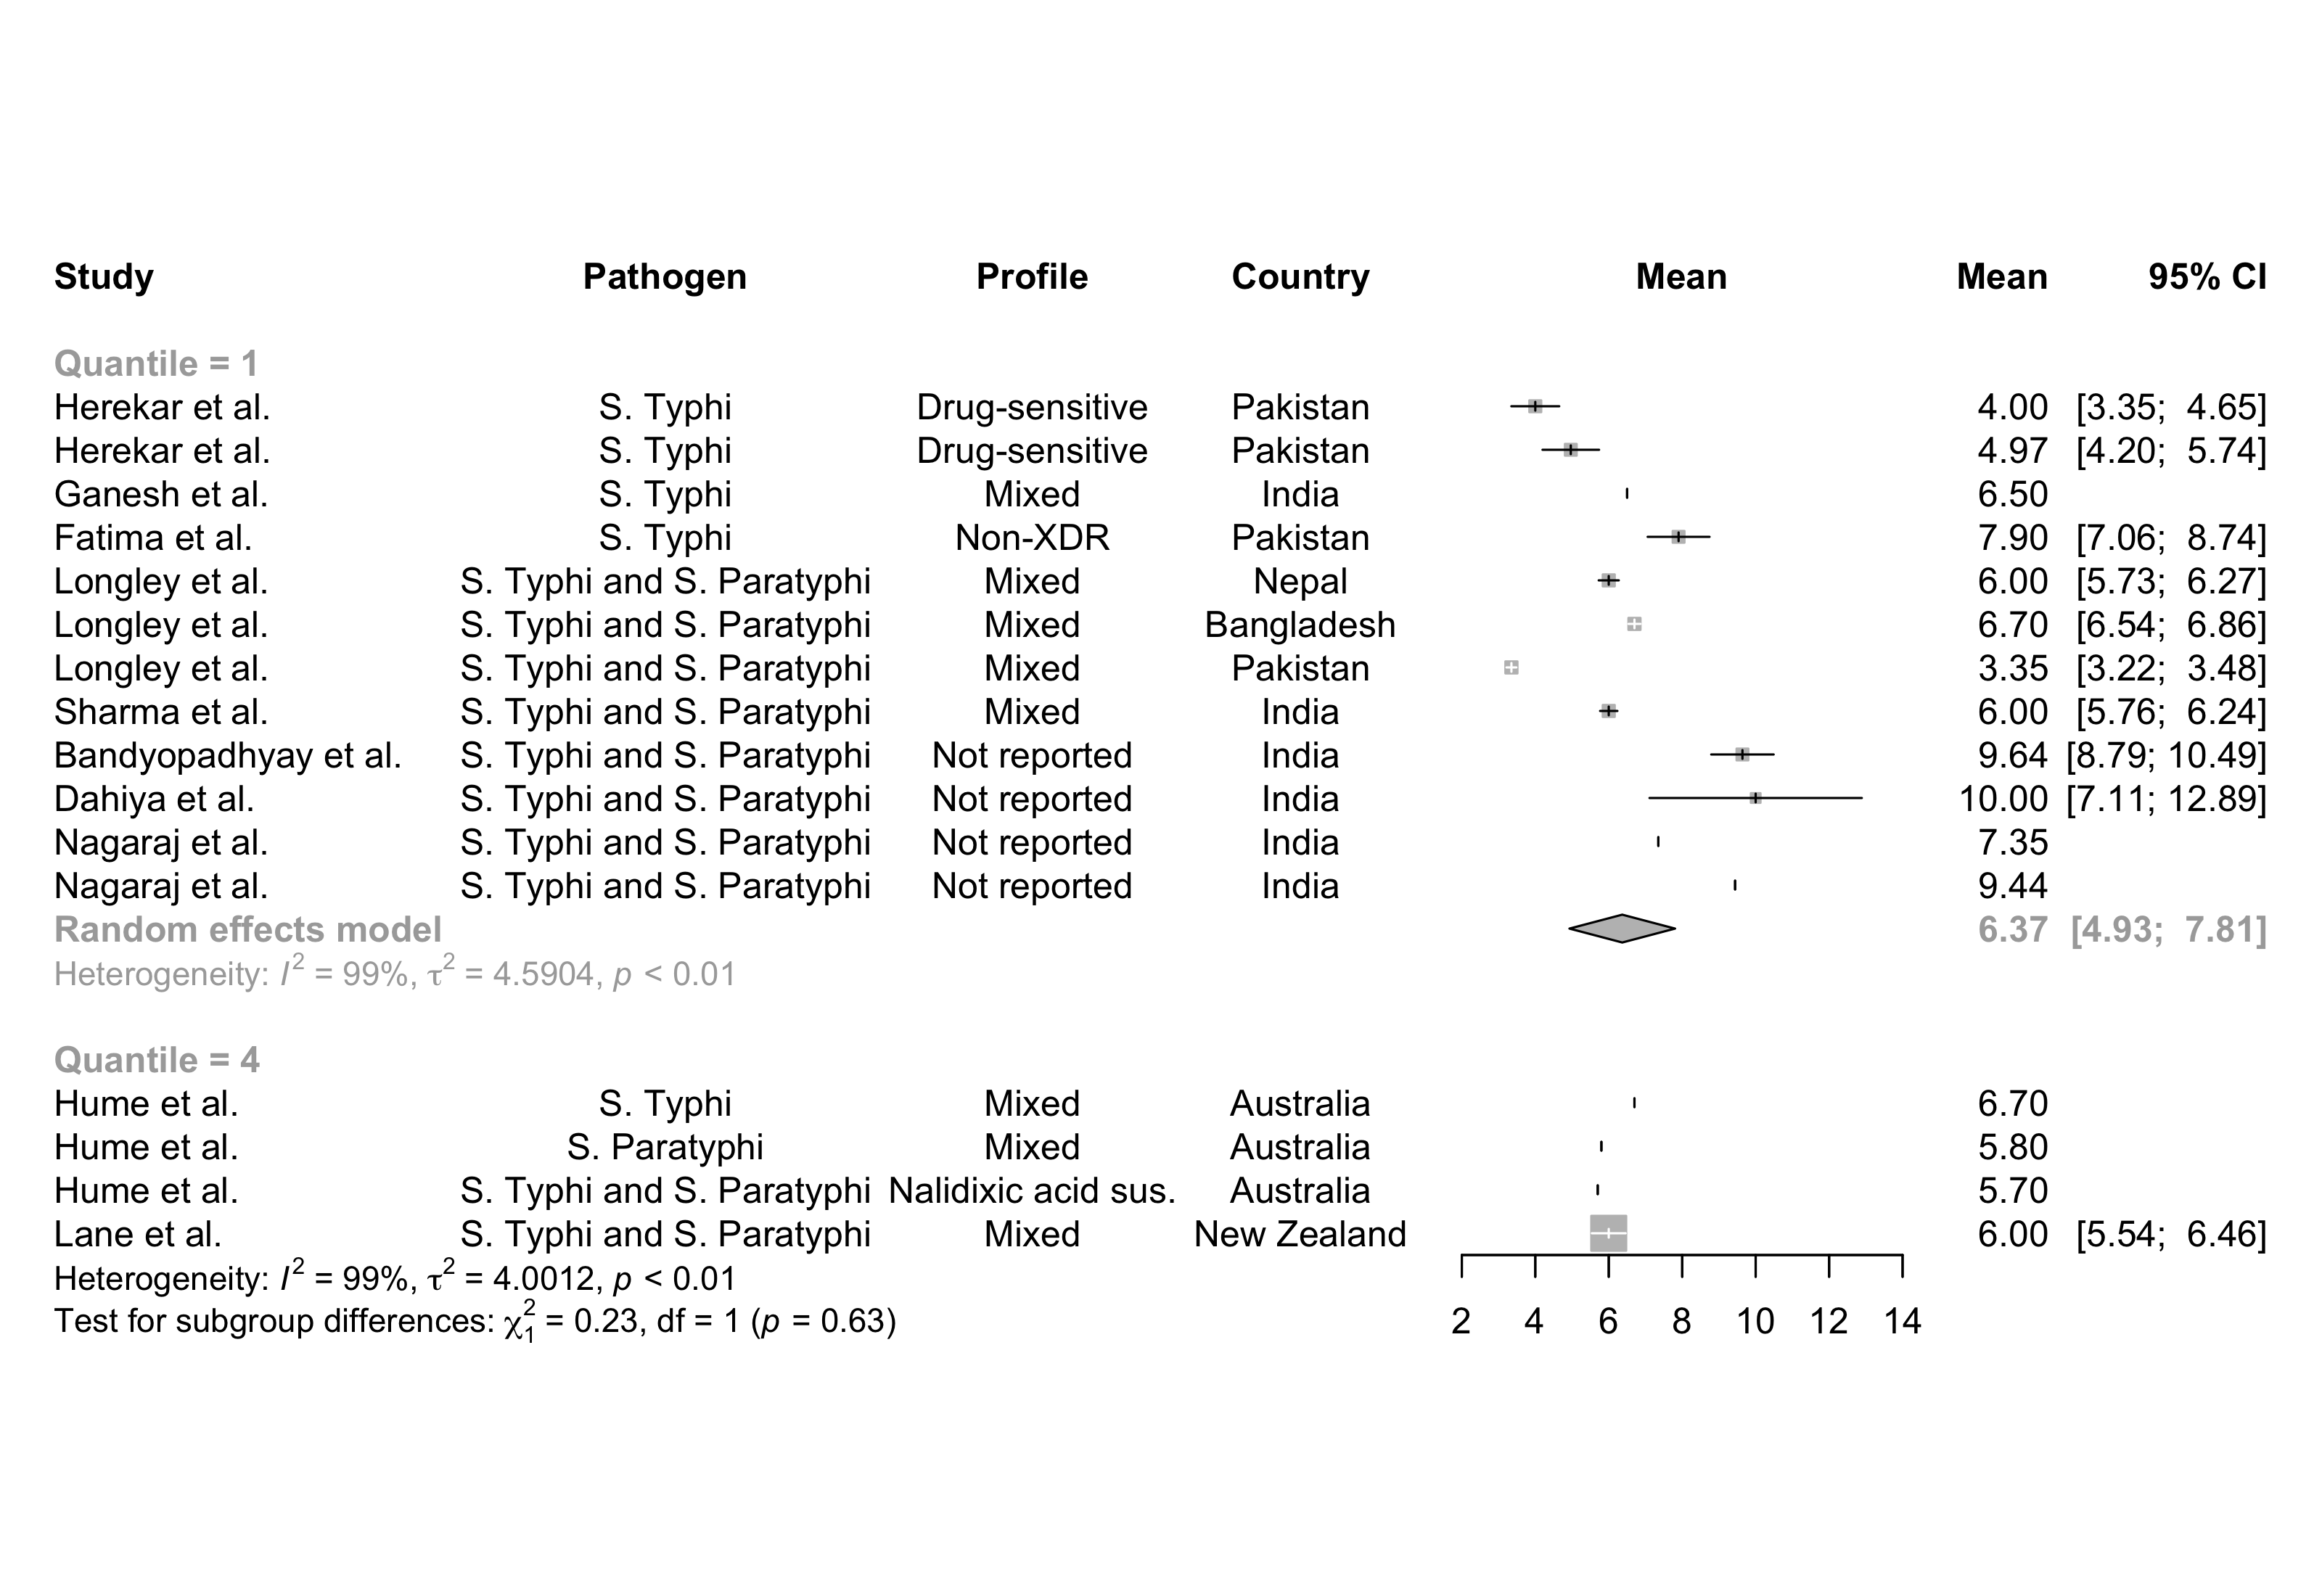 Study Pathogen Profile Country Mean Mean 95% CI
Quantile = 1
Herekar et al. S. Typhi Drug-sensitive Pakistan 4.00 [3.35; 4.65]
Herekar et al. S. Typhi Drug-sensitive Pakistan 4.97 [4.20; 5.74]
Ganesh et al. S. Typhi Mixed India 6.50
Fatima et al. S. Typhi Non-XDR Pakistan 7.90 [7.06; 8.74]
Longley et al. S. Typhi and S. Paratyphi Mixed Nepal 6.00 [5.73; 6.27]
Longley et al. S. Typhi and S. Paratyphi Mixed Bangladesh 6.70 [6.54; 6.86]
Longley et al. S. Typhi and S. Paratyphi Mixed Pakistan 3.35 [3.22; 3.48]
Sharma et al. S. Typhi and S. Paratyphi Mixed India 6.00 [5.76; 6.24]
Bandyopadhyay et al. S. Typhi and S. Paratyphi Not reported India 9.64 [8.79; 10.49]
Dahiya et al. S. Typhi and S. Paratyphi Not reported India 10.00 [7.11; 12.89]
Nagaraj et al. S. Typhi and S. Paratyphi Not reported India 7.35
Nagaraj et al. S. Typhi and S. Paratyphi Not reported India 9.44
Random effects model 6.37 [4.93; 7.81]
Heterogeneity: I² = 99%, τ² = 4.5904, p < 0.01
Quantile = 4
Hume et al. S. Typhi Mixed Australia 6.70
Hume et al. S. Paratyphi Mixed Australia 5.80
Hume et al. S. Typhi and S. Paratyphi Nalidixic acid sus. Australia 5.70
Lane et al. S. Typhi and S. Paratyphi Mixed New Zealand 6.00 [5.54; 6.46]
Heterogeneity: I² = 99%, τ² = 4.0012, p < 0.01
Test for subgroup differences: χ₁² = 0.23, df = 1 (p = 0.63)
2 4 6 8 10 12 14